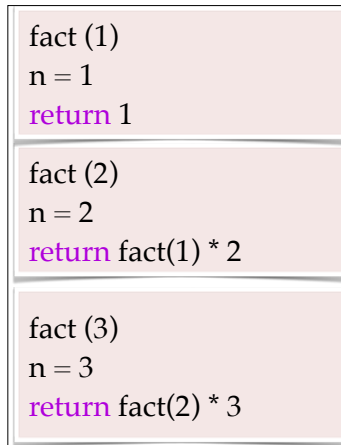 fact (1)
n = 1
return 1
fact (2)
n = 2
return fact(1) * 2
fact (3)
n = 3
return fact(2) * 3